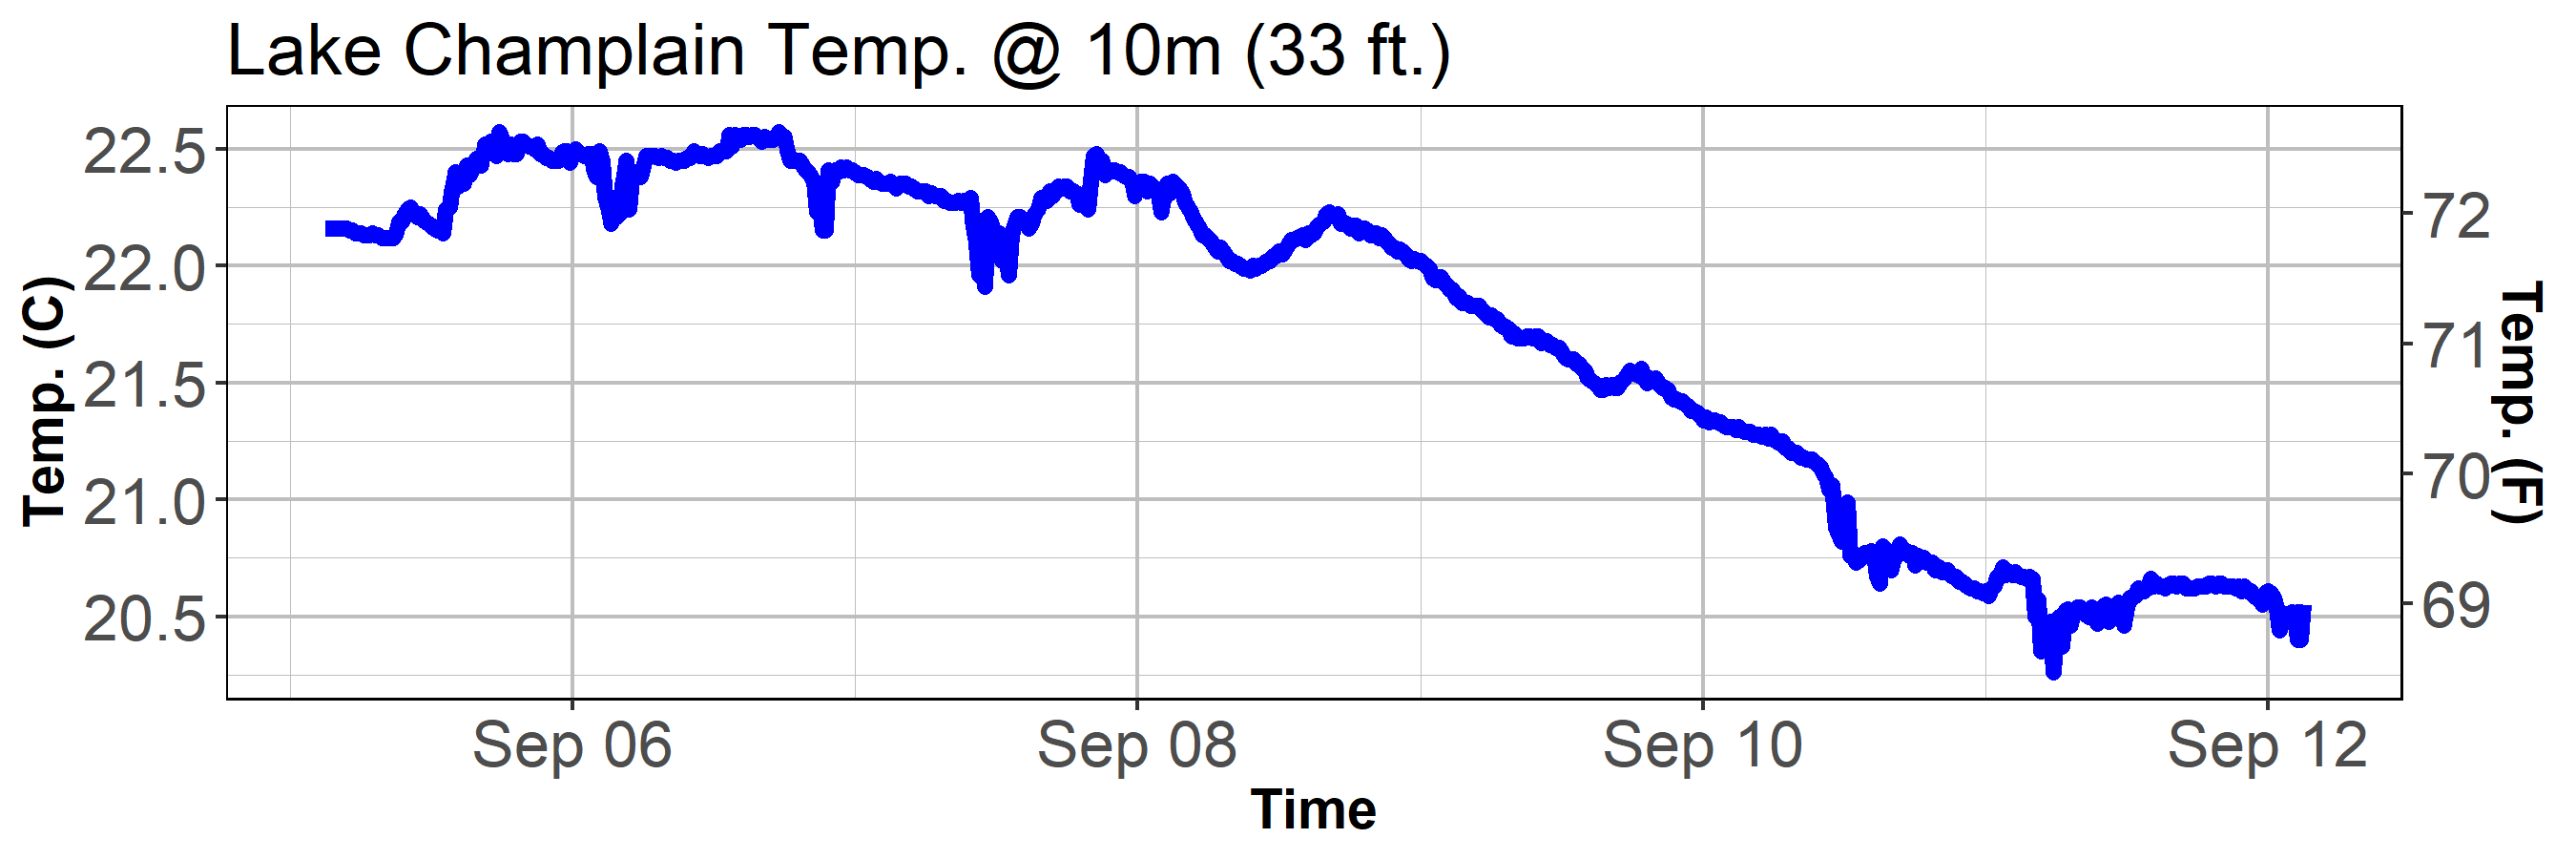 Lake Champlain Temp. @ 10m (33 ft.)
22.5
22.0
21.5
21.0
20.5
Temp. (C)
72
71
70
69
Temp. (F)
Sep 06
Sep 08
Sep 10
Sep 12
Time